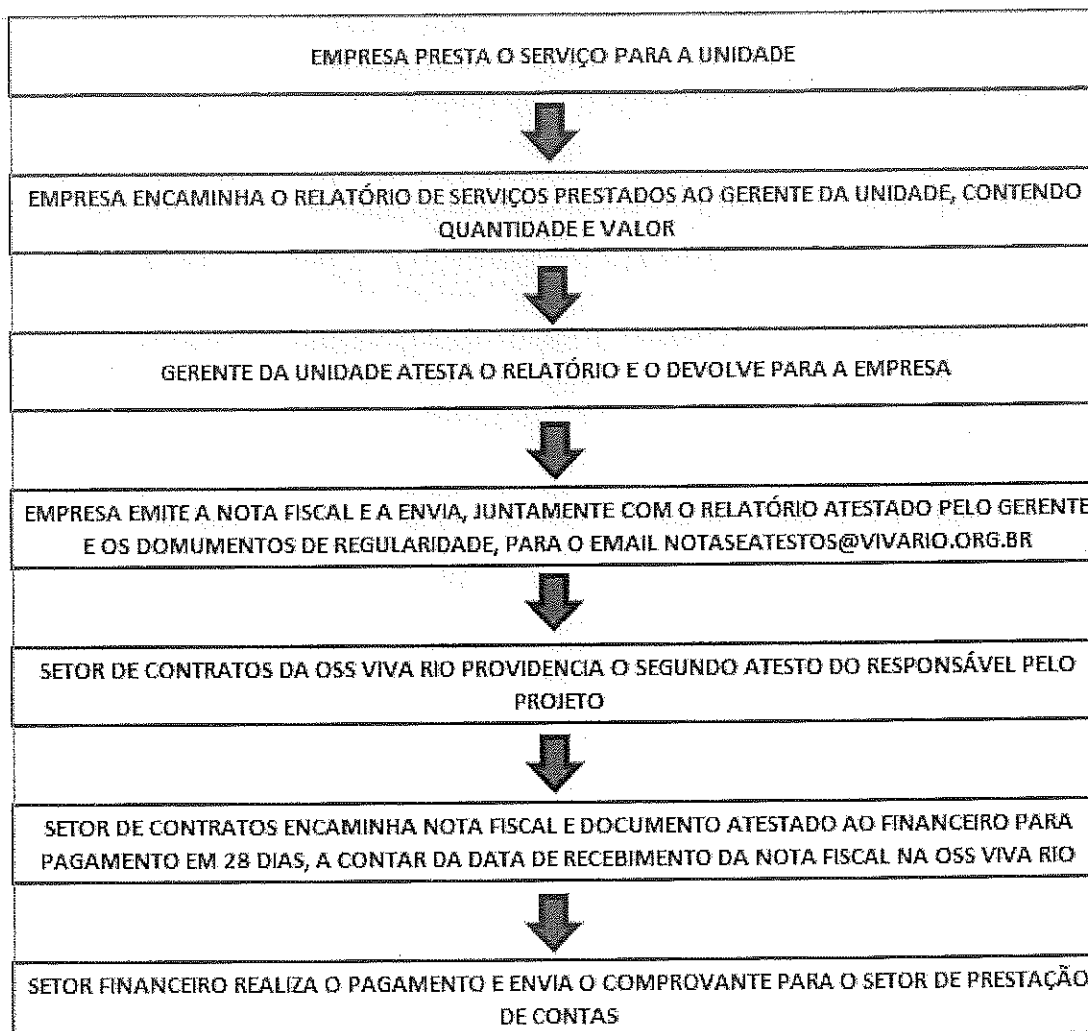 EMPRESA PRESTA O SERVIÇO PARA A UNIDADE
EMPRESA ENCAMINHA O RELATÓRIO DE SERVIÇOS PRESTADOS AO GERENTE DA UNIDADE, CONTENDO
QUANTIDADE E VALOR
GERENTE DA UNIDADE ATESTA O RELATÓRIO E O DEVOLVE PARA A EMPRESA
EMPRESA EMITE A NOTA FISCAL E A ENVIA, JUNTAMENTE COM O RELATÓRIO ATESTADO PELO GERENTE
E OS DOMUMENTOS DE REGULARIDADE, PARA O EMAIL NOTASEATESTOS@VIVARIO.ORG.BR
SETOR DE CONTRATOS DA OSS VIVA RIO PROVIDENCIA O SEGUNDO ATESTO DO RESPONSÁVEL PELO
PROJETO
SETOR DE CONTRATOS ENCAMINHA NOTA FISCAL E DOCUMENTO ATESTADO AO FINANCEIRO PARA
PAGAMENTO EM 28 DIAS, A CONTAR DA DATA DE RECEBIMENTO DA NOTA FISCAL NA OSS VIVA RIO
SETOR FINANCEIRO REALIZA O PAGAMENTO E ENVIA O COMPROVANTE PARA O SETOR DE PRESTAÇÃO
DE CONTAS